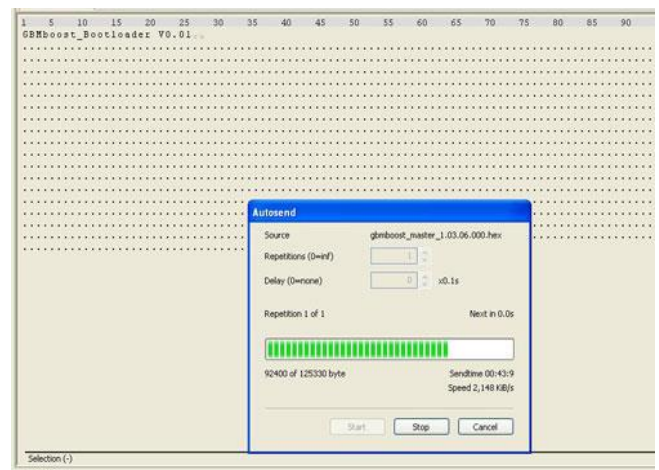 1 5 10 15 20 25 30 35 40 45 50 55 60 65 70 75 80 85 90
GBMboost_Bootloader V0.01..
Autosend
Source gbmboost_master_1.03.06.000.hex
Repetitions (0=inf) 1
Delay (0=none) 0 x0.1s
Repetition 1 of 1 Next in 0.0s
92400 of 125330 byte Sendtime 00:43:9
Speed 2,148 KiB/s
Start Stop Cancel
Selection (-)